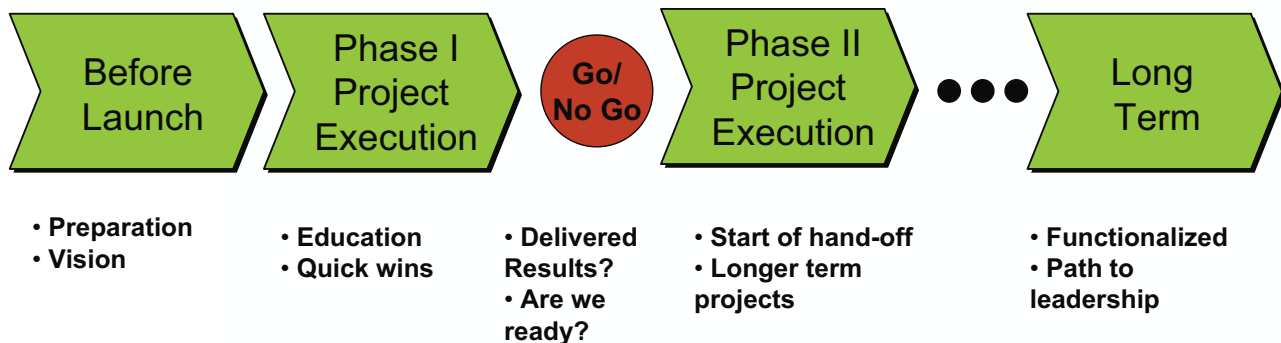 Before
Launch
Phase I
Project
Execution
Go/
No Go
Phase II
Project
Execution
Long
Term
• Preparation
• Vision
• Education
• Quick wins
• Delivered
Results?
• Are we
ready?
• Start of hand-off
• Longer term
projects
• Functionalized
• Path to
leadership